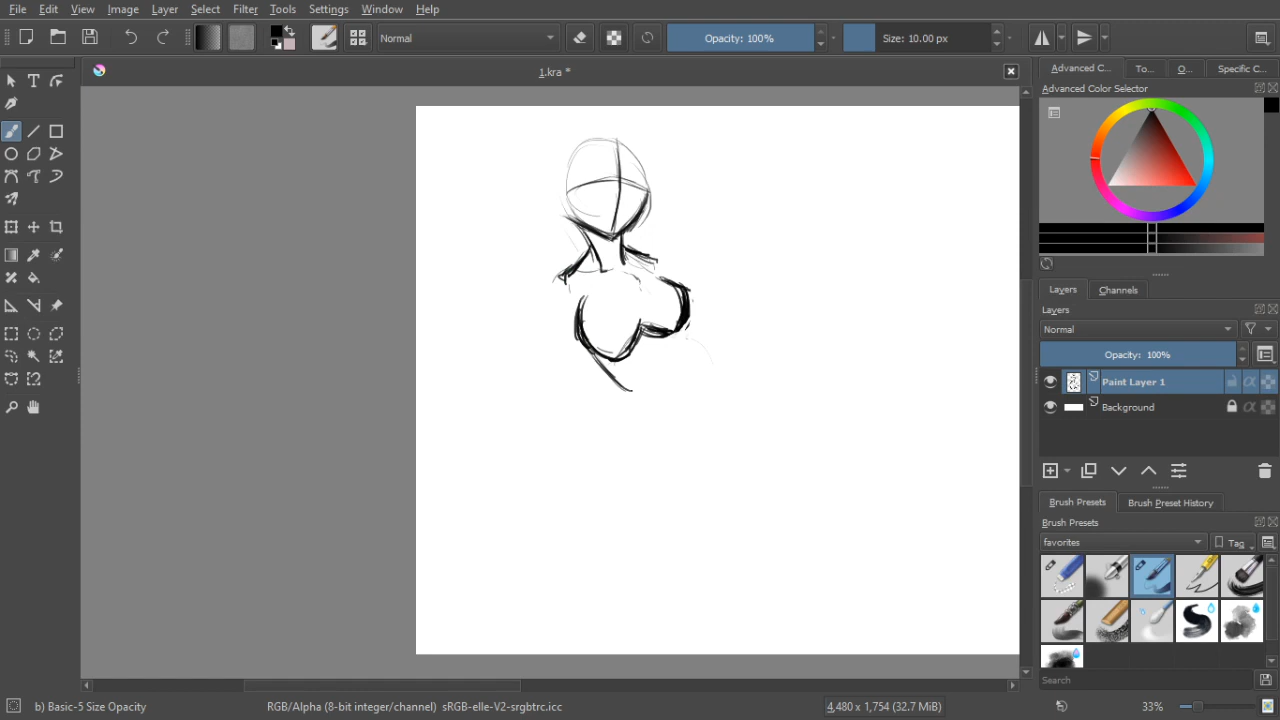 File Edit View Image Layer Select Filter Tools Settings Window Help
Normal Opacity: 100% Size: 10.00 px
1.kra *
Advanced C... To... O... Specific C...
Advanced Color Selector
Layers Channels
Layers
Normal
Opacity: 100%
Paint Layer 1
Background
Brush Presets Brush Preset History
Brush Presets
favorites Tag
Search
b) Basic-5 Size Opacity RGB/Alpha (8-bit integer/channel) sRGB-elle-V2-srgbtrc.icc 4,480 x 1,754 (32.7 MiB) 33%